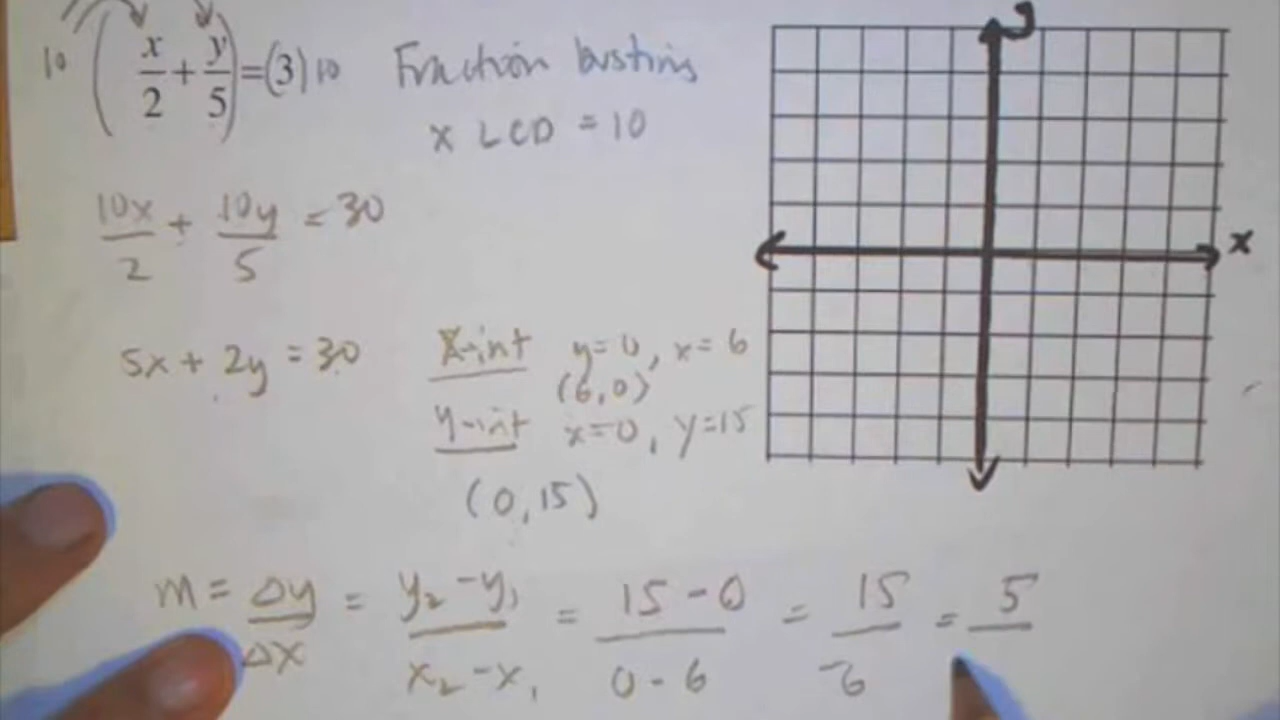 10 (x/2 + y/5) = (3) 10
Fraction busting
x LCD = 10
10x/2 + 10y/5 = 30
5x + 2y = 30
X-int y=0, x=6
(6,0)
y-int x=0, y=15
(0,15)
y
x
m = Δy/Δx = y₂-y₁/x₂-x₁ = 15-0/0-6 = 15/-6 = 5/